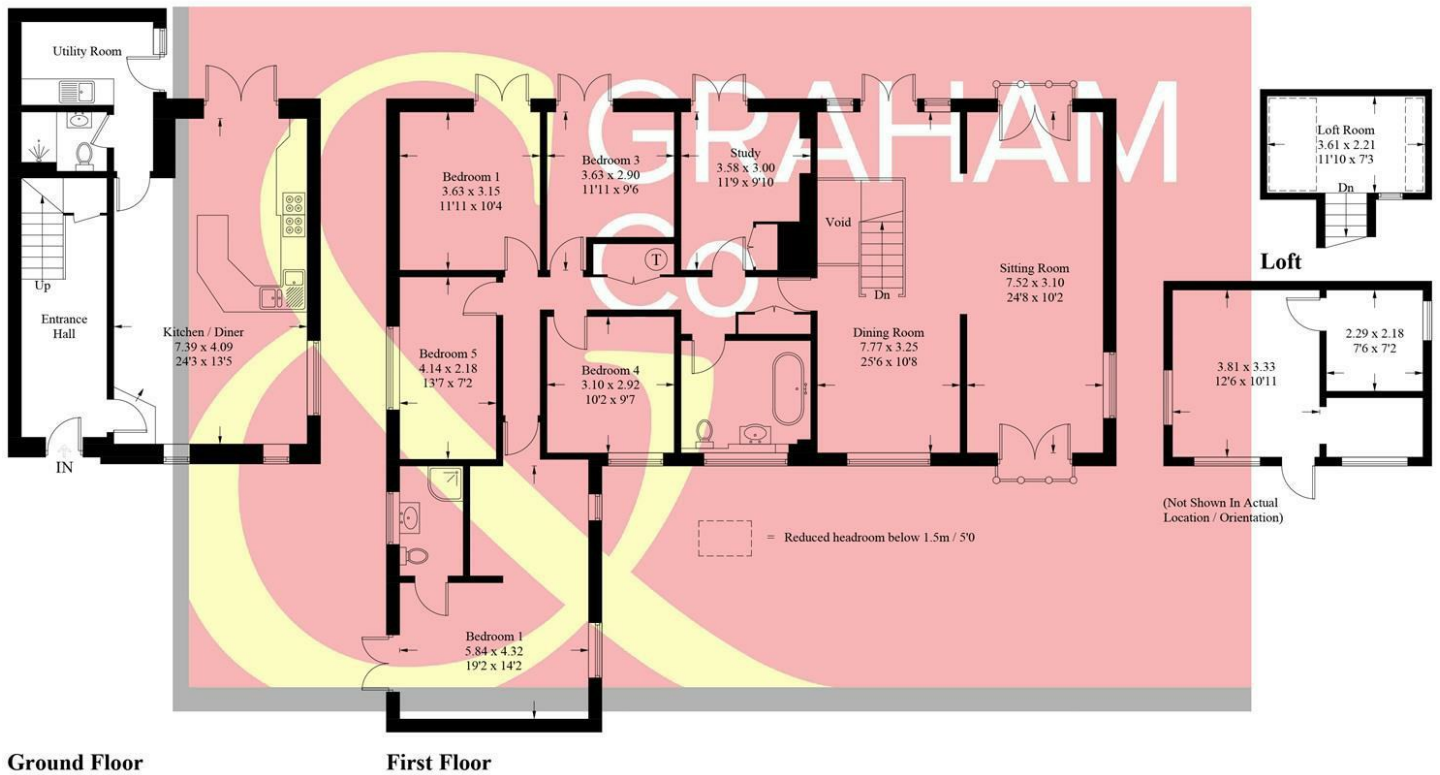 Utility Room
Up
Entrance
Hall
IN
Kitchen / Diner
7.39 x 4.09
24'3 x 13'5
Ground Floor
& GRAHAM
Co
Bedroom 1
3.63 x 3.15
11'11 x 10'4
Bedroom 3
3.63 x 2.90
11'11 x 9'6
Study
3.58 x 3.00
11'9 x 9'10
Void
Dn
T
Sitting Room
7.52 x 3.10
24'8 x 10'2
Dining Room
7.77 x 3.25
25'6 x 10'8
Bedroom 5
4.14 x 2.18
13'7 x 7'2
Bedroom 4
3.10 x 2.92
10'2 x 9'7
Bedroom 1
5.84 x 4.32
19'2 x 14'2
= Reduced headroom below 1.5m / 5'0
First Floor
Loft Room
3.61 x 2.21
11'10 x 7'3
Dn
Loft
3.81 x 3.33
12'6 x 10'11
2.29 x 2.18
7'6 x 7'2
(Not Shown In Actual
Location / Orientation)